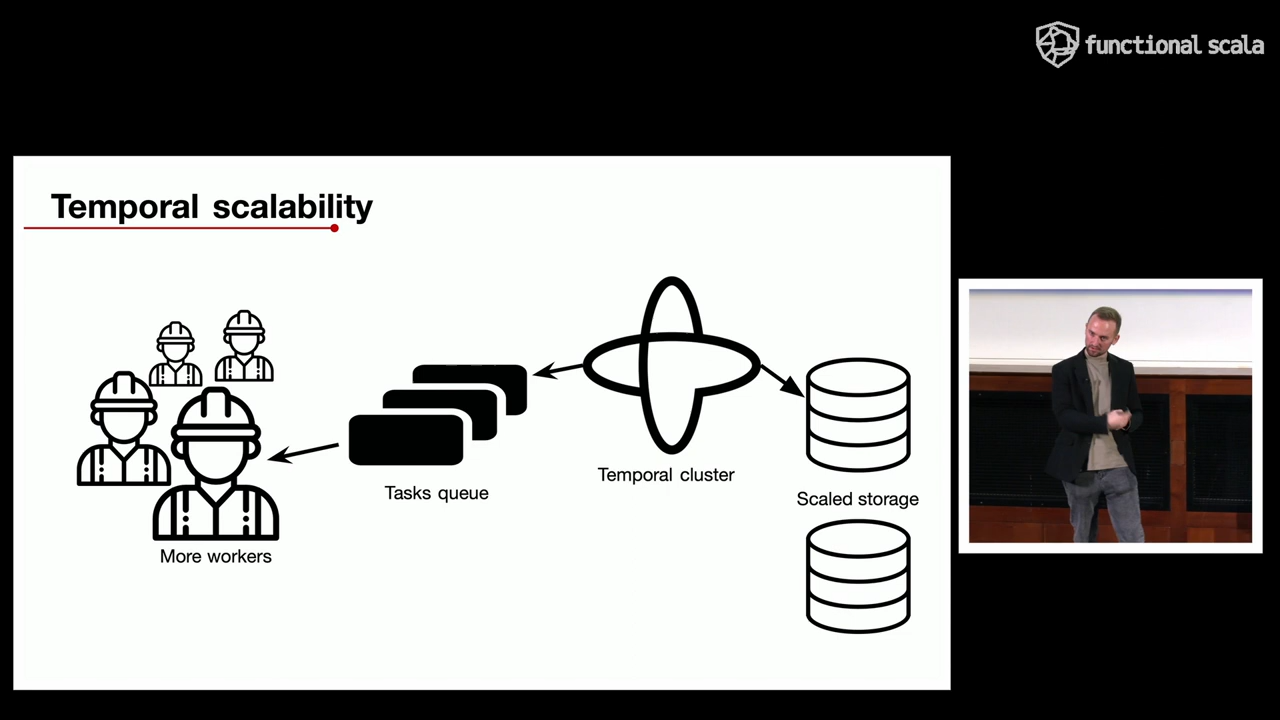 functional scala
Temporal scalability
Tasks queue
Temporal cluster
Scaled storage
More workers